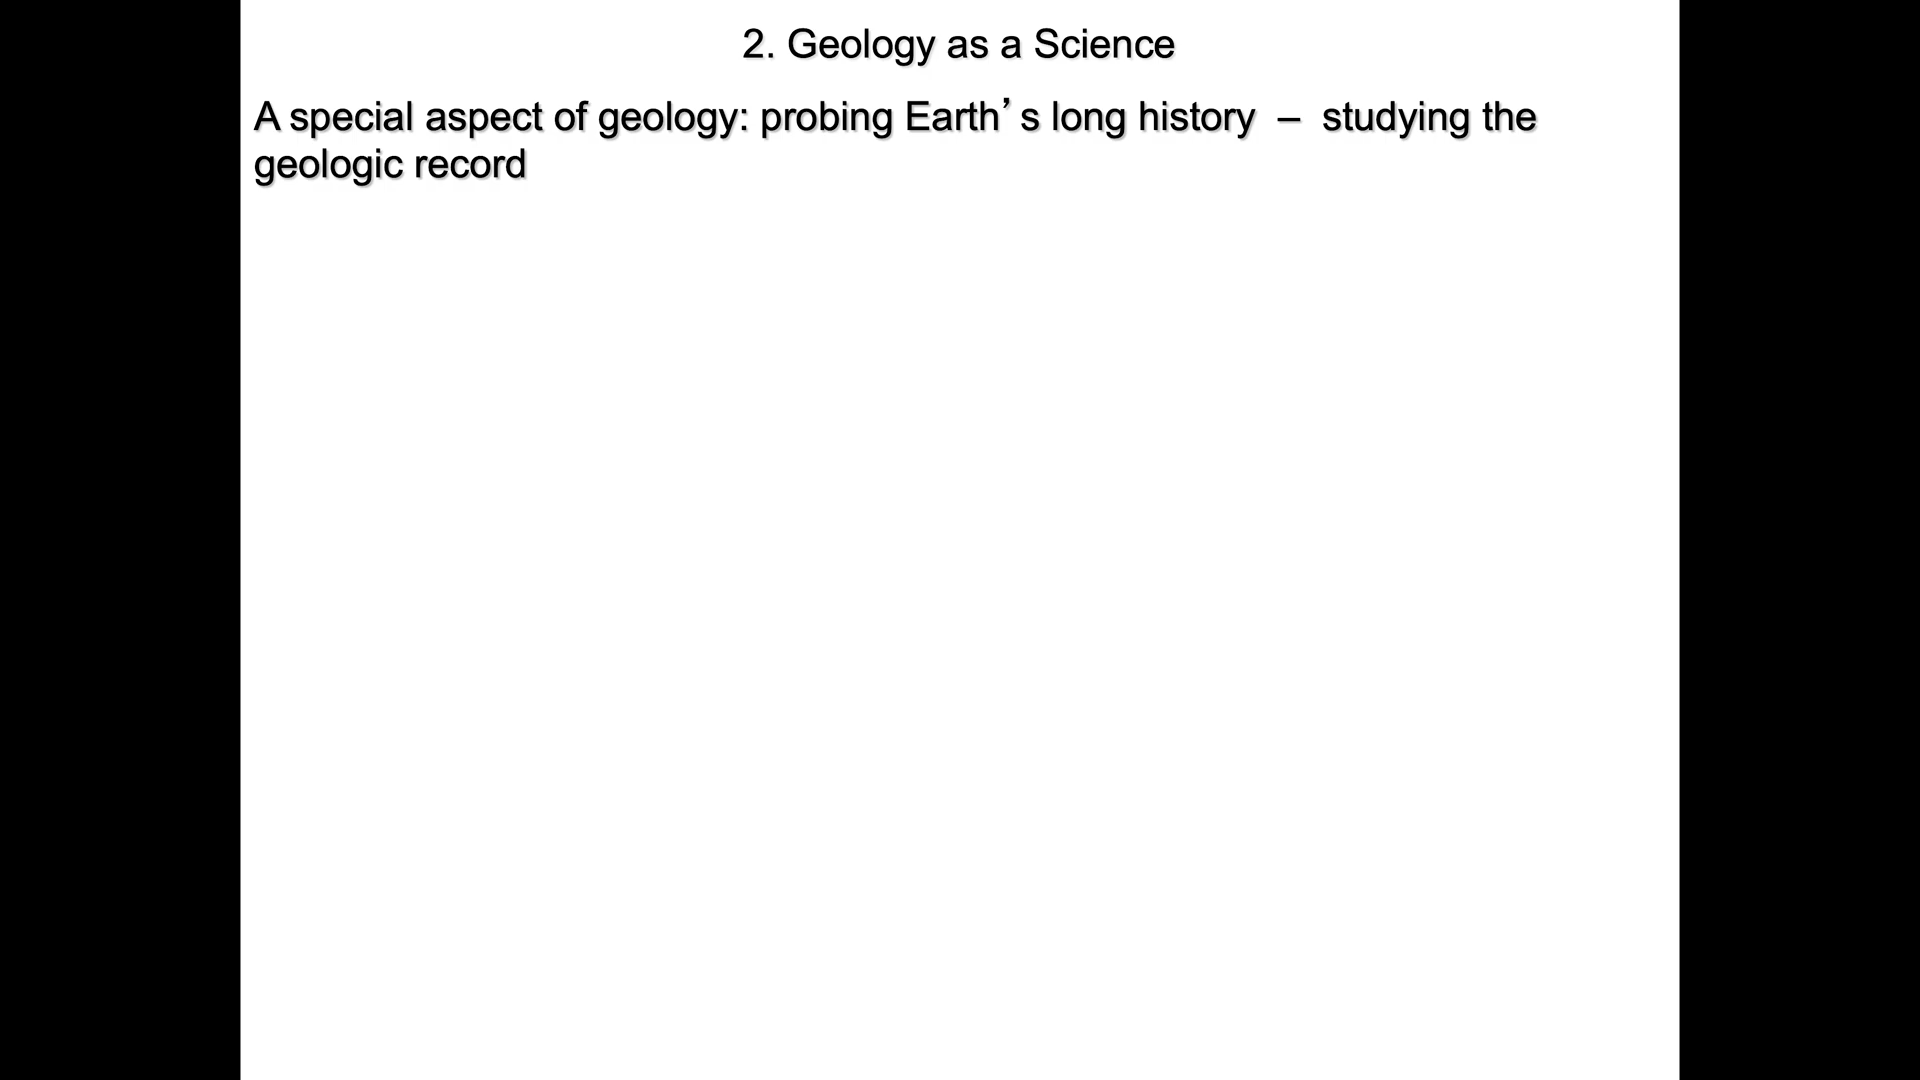 2. Geology as a Science
A special aspect of geology: probing Earth’s long history – studying the
geologic record